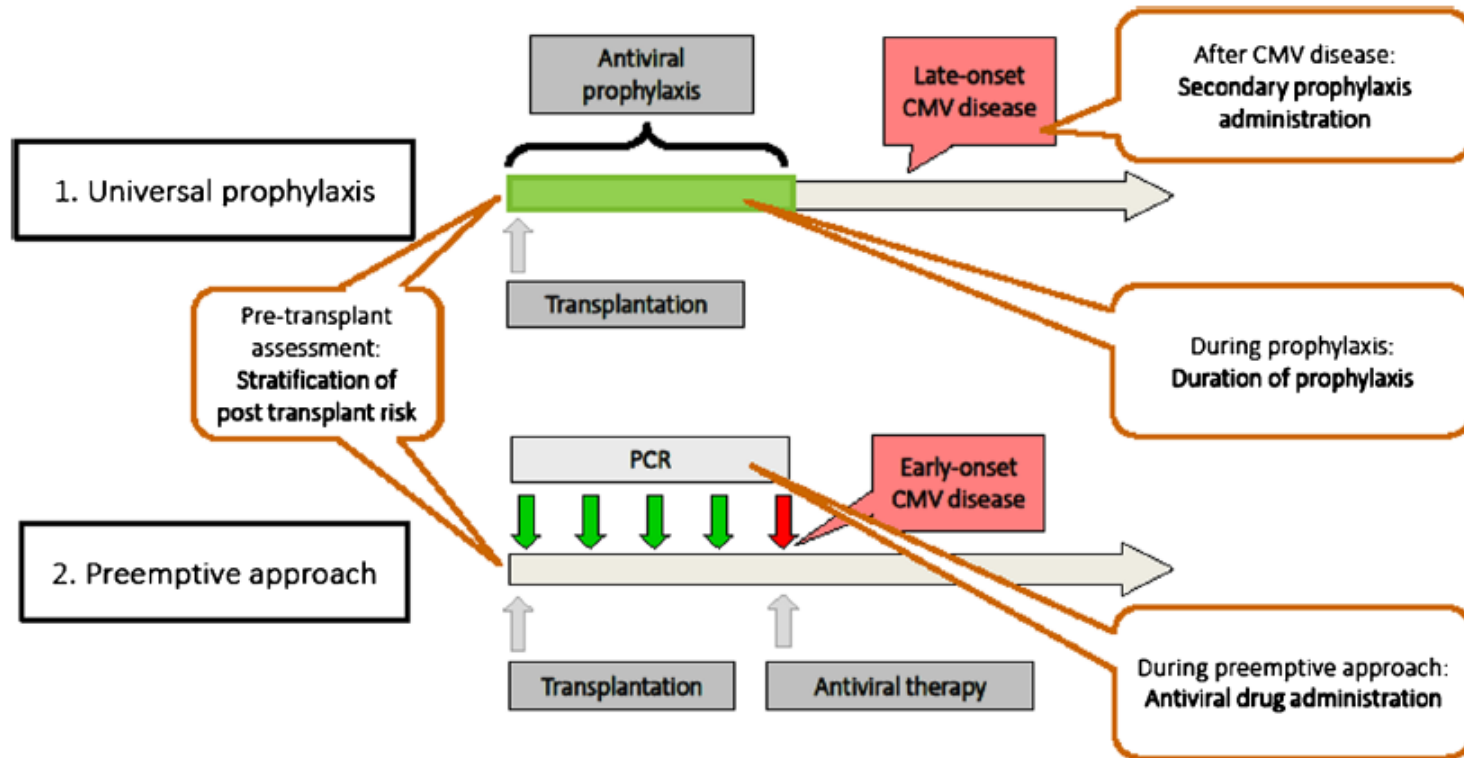 Antiviral
prophylaxis
Late-onset
CMV disease
After CMV disease:
Secondary prophylaxis
administration
1. Universal prophylaxis
Transplantation
Pre-transplant
assessment:
Stratification of
post transplant risk
During prophylaxis:
Duration of prophylaxis
PCR
Early-onset
CMV disease
2. Preemptive approach
Transplantation
Antiviral therapy
During preemptive approach:
Antiviral drug administration